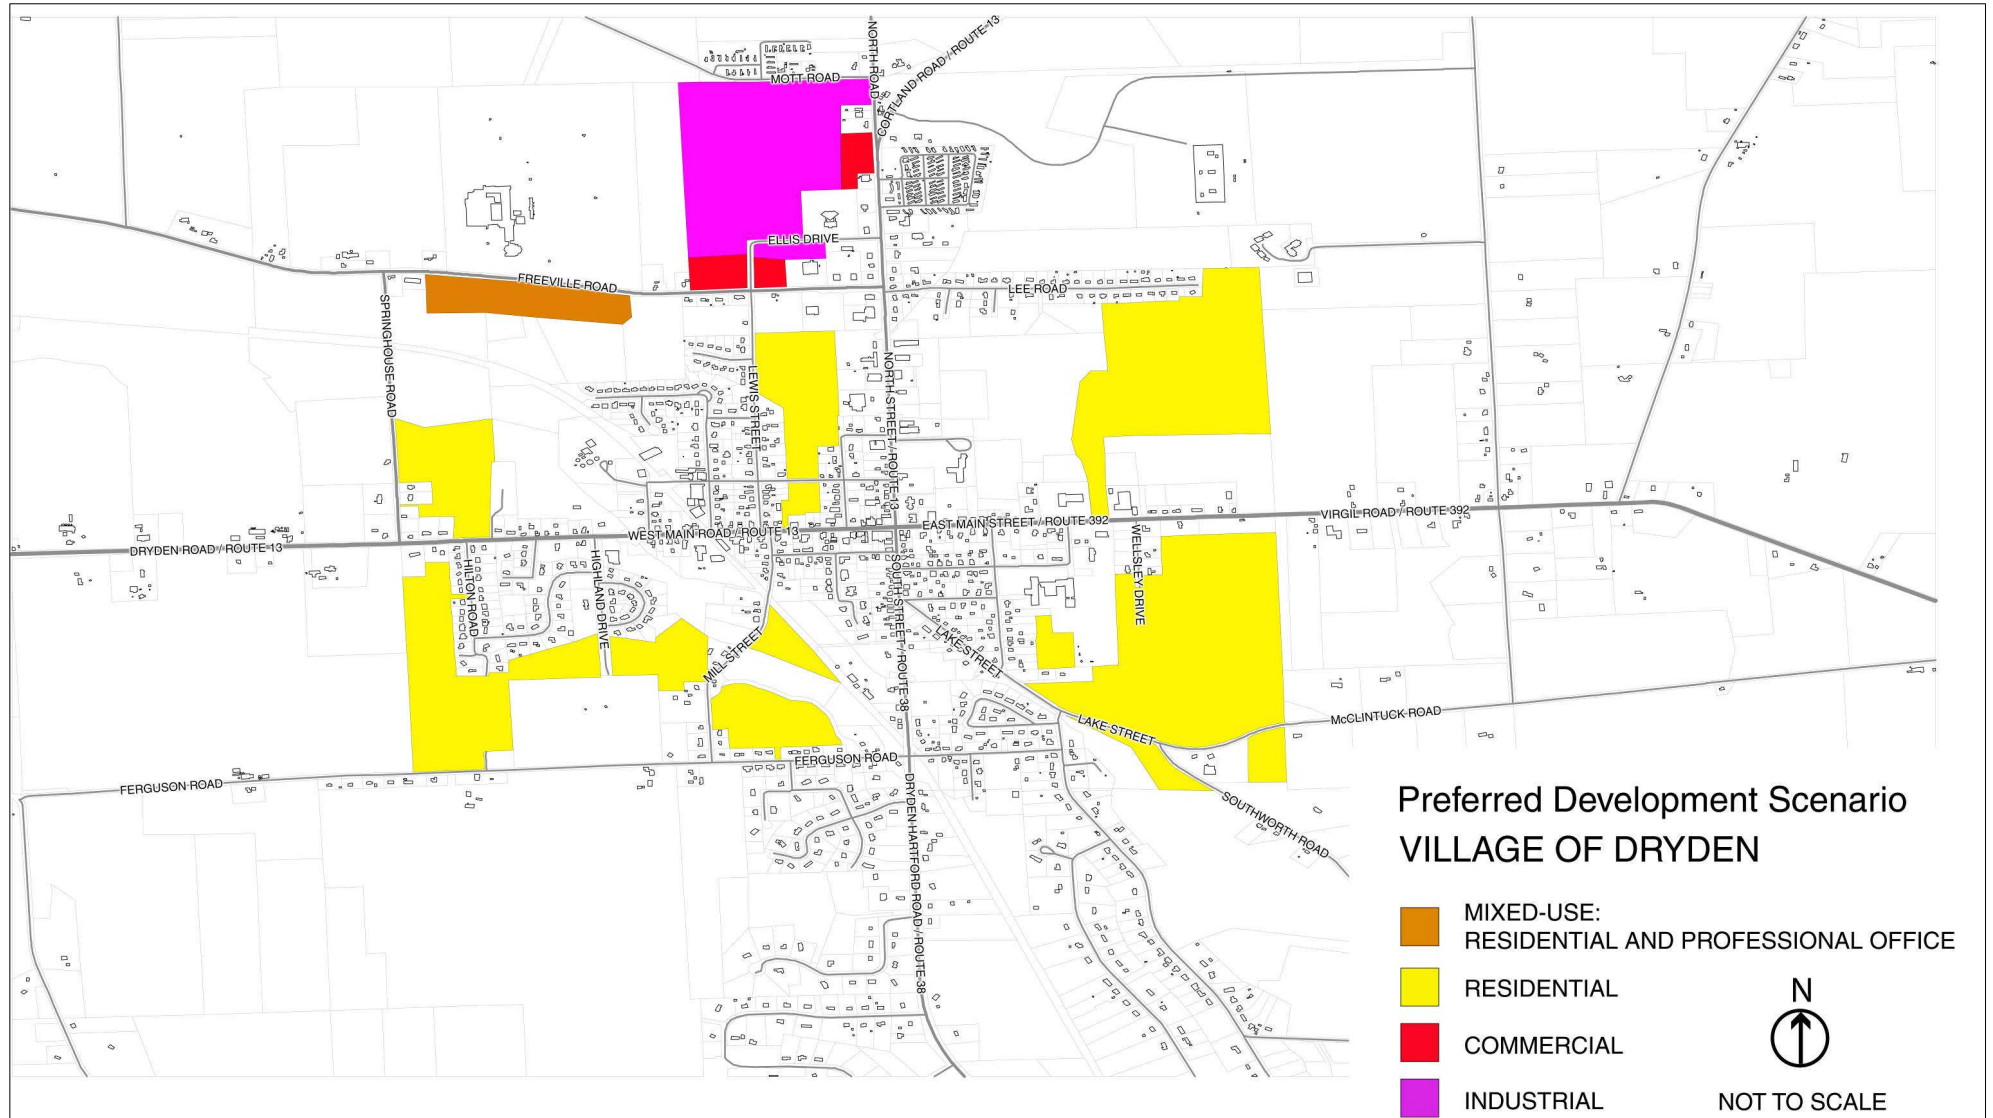 NORTH ROAD
CORTLAND ROAD / ROUTE 13
MOTT ROAD
ELLIS DRIVE
FREEVILLE ROAD
LEE ROAD
SPRINGHOUSE ROAD
LEWIS STREET
NORTH STREET / ROUTE 13
EAST MAIN STREET / ROUTE 392
VIRGIL ROAD / ROUTE 392
WEST MAIN ROAD / ROUTE 13
DRYDEN ROAD / ROUTE 13
HILTON ROAD
HIGHLAND DRIVE
WELLSLEY DRIVE
SOUTH STREET / ROUTE 38
LAKE STREET
MILL STREET
LAKE STREET
McCLINTUCK ROAD
FERGUSON ROAD
FERGUSON ROAD
DRYDEN-HARTFORD ROAD / ROUTE 38
SOUTHWORTH ROAD
Preferred Development Scenario
VILLAGE OF DRYDEN
MIXED-USE:
RESIDENTIAL AND PROFESSIONAL OFFICE
RESIDENTIAL
COMMERCIAL
INDUSTRIAL
N
NOT TO SCALE